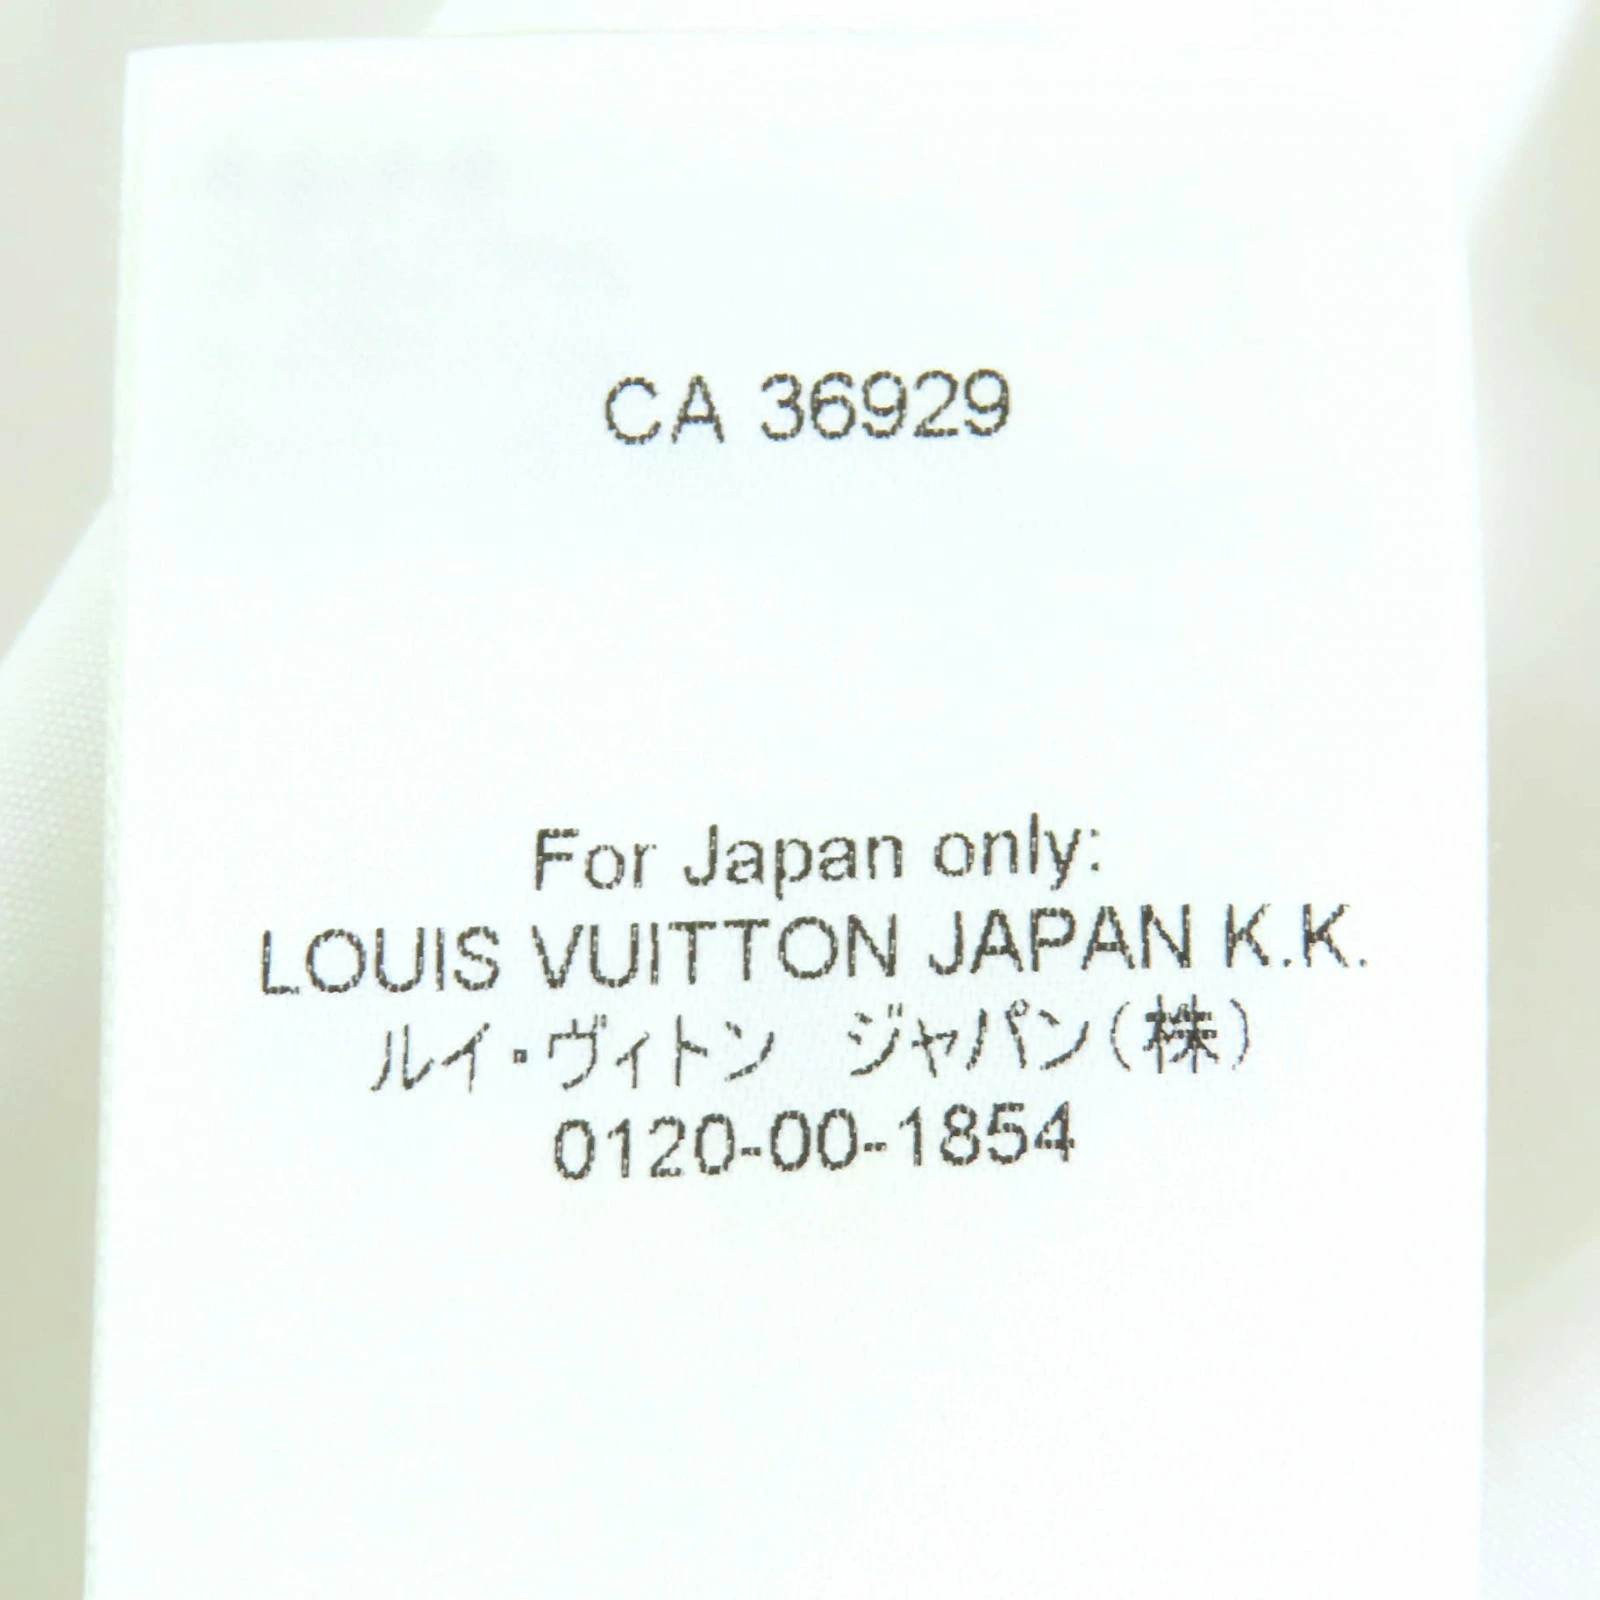 CA 36929
For Japan only:
LOUIS VUITTON JAPAN K.K.
ルイ・ヴィトン　ジャパン(株)
0120-00-1854